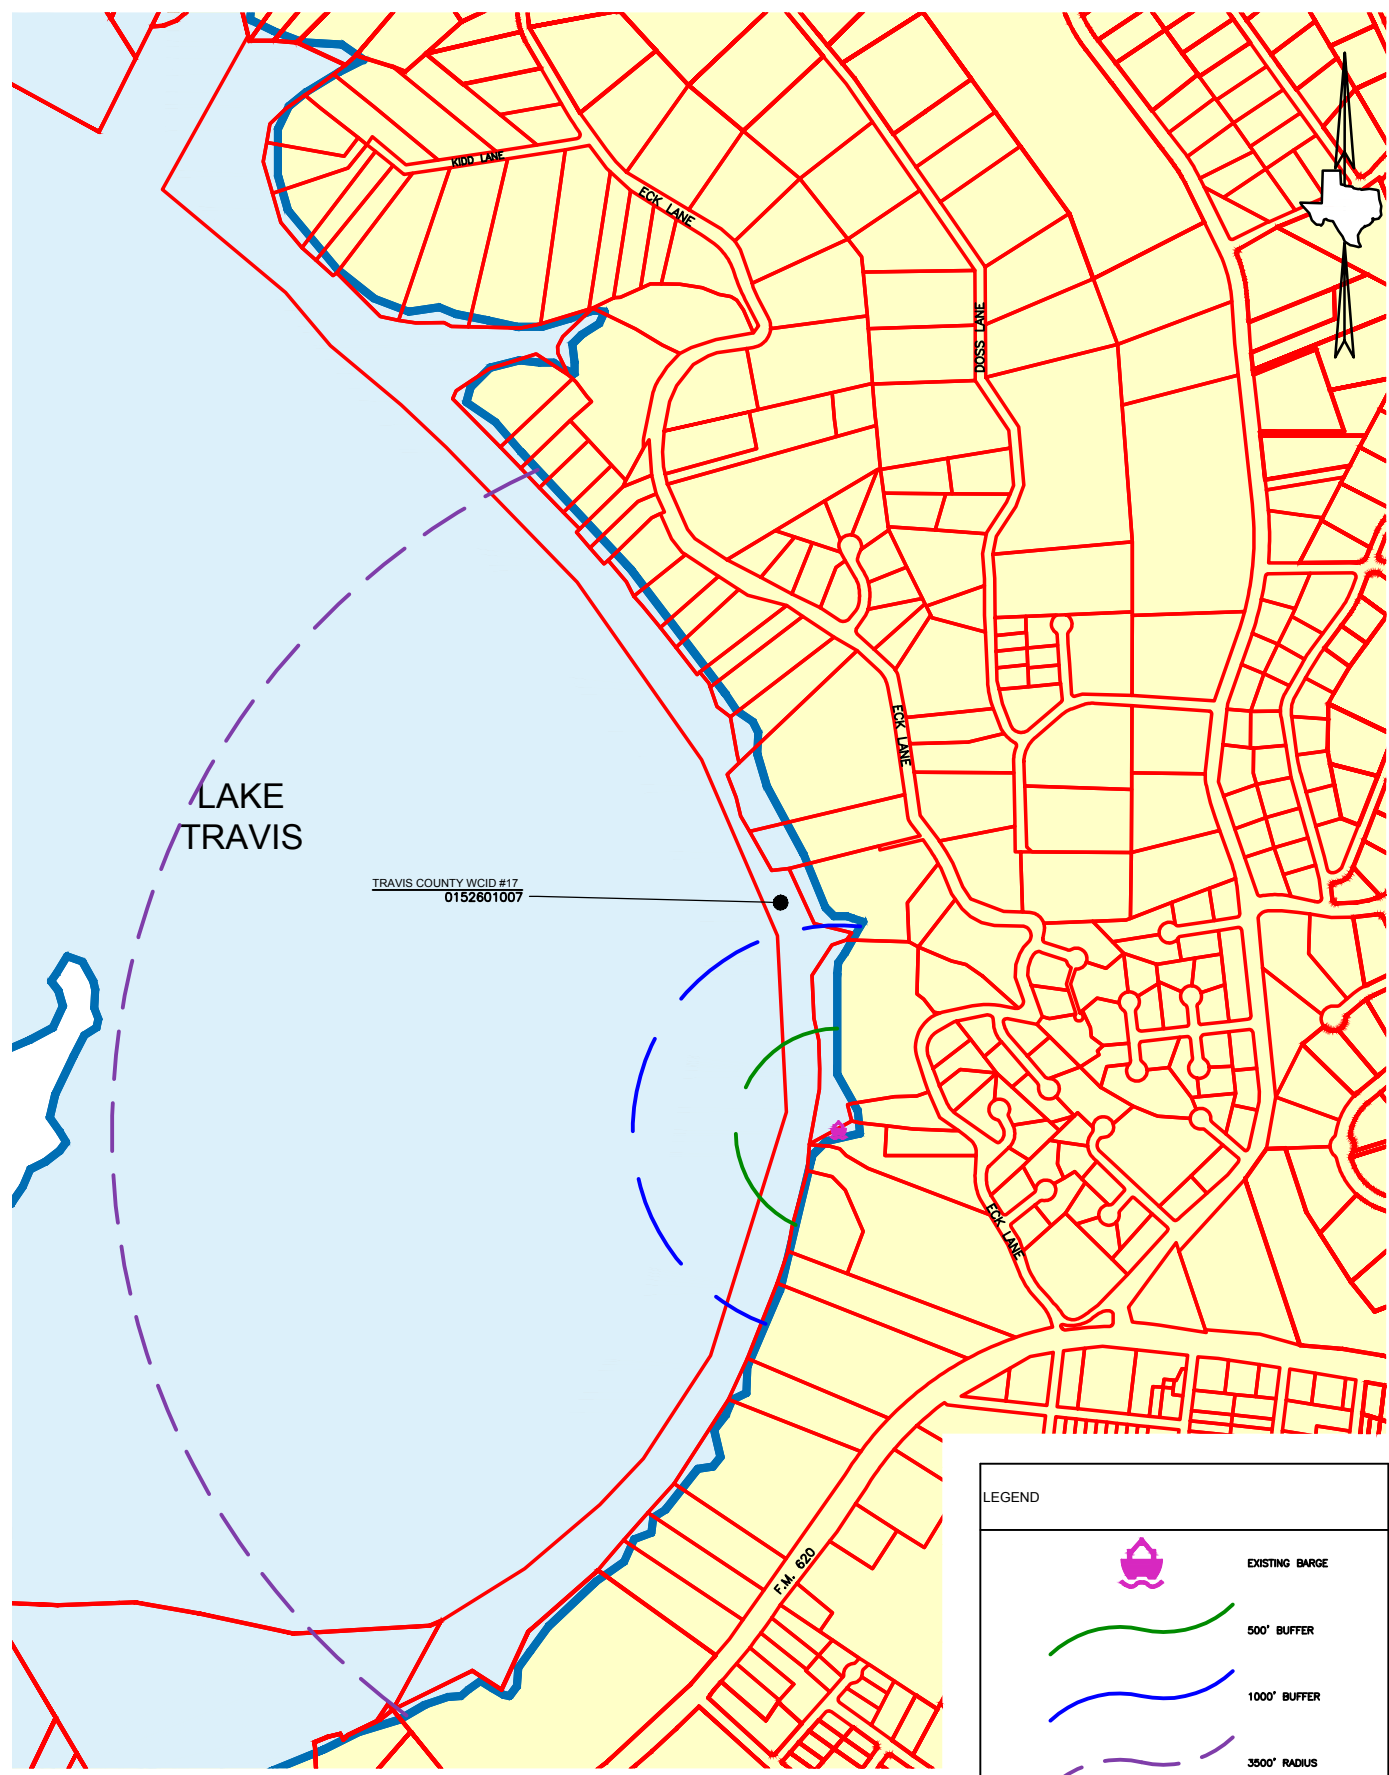 KIDD LANE
ECK LANE
DOSS LANE
ECK LANE
LAKE
TRAVIS
TRAVIS COUNTY WCID #17
0152601007
ECK LANE
F.M. 620
LEGEND
EXISTING BARGE
500' BUFFER
1000' BUFFER
3500' RADIUS